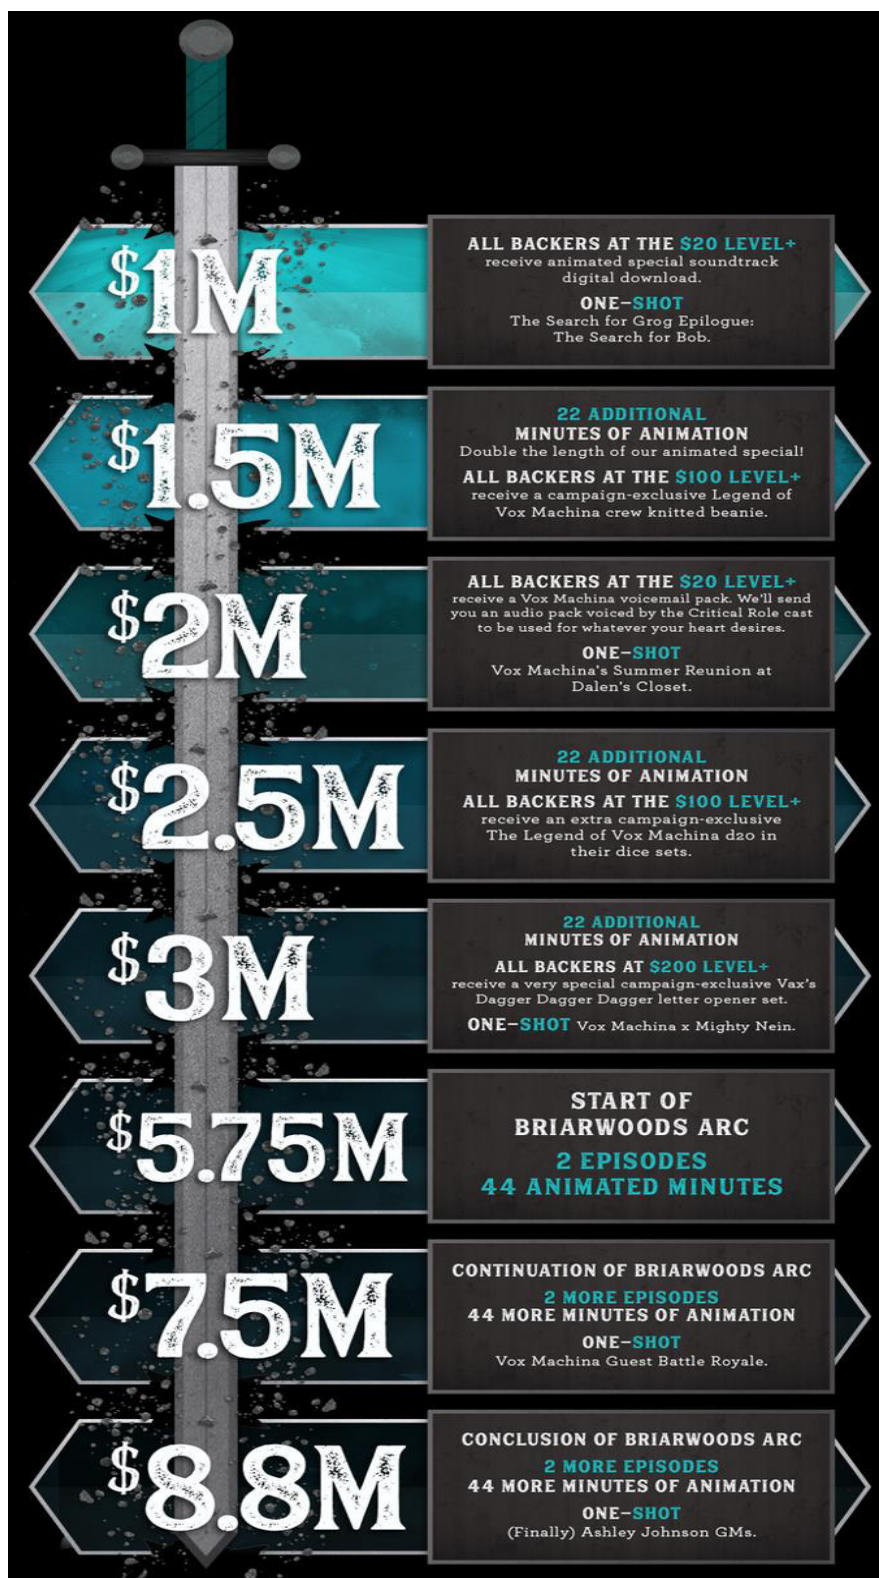 $1M
ALL BACKERS AT THE $20 LEVEL+
receive animated special soundtrack
digital download.
ONE-SHOT
The Search for Grog Epilogue:
The Search for Bob.
$1.5M
22 ADDITIONAL
MINUTES OF ANIMATION
Double the length of our animated special!
ALL BACKERS AT THE $100 LEVEL+
receive a campaign-exclusive Legend of
Vox Machina crew knitted beanie.
$2M
ALL BACKERS AT THE $20 LEVEL+
receive a Vox Machina voicemail pack. We'll send
you an audio pack voiced by the Critical Role cast
to be used for whatever your heart desires.
ONE-SHOT
Vox Machina's Summer Reunion at
Dalen's Closet.
$2.5M
22 ADDITIONAL
MINUTES OF ANIMATION
ALL BACKERS AT THE $100 LEVEL+
receive an extra campaign-exclusive
The Legend of Vox Machina d20 in
their dice sets.
$3M
22 ADDITIONAL
MINUTES OF ANIMATION
ALL BACKERS AT $200 LEVEL+
receive a very special campaign-exclusive Vax's
Dagger Dagger Dagger letter opener set.
ONE-SHOT Vox Machina x Mighty Nein.
$5.75M
START OF
BRIARWOODS ARC
2 EPISODES
44 ANIMATED MINUTES
$7.5M
CONTINUATION OF BRIARWOODS ARC
2 MORE EPISODES
44 MORE MINUTES OF ANIMATION
ONE-SHOT
Vox Machina Guest Battle Royale.
$8.8M
CONCLUSION OF BRIARWOODS ARC
2 MORE EPISODES
44 MORE MINUTES OF ANIMATION
ONE-SHOT
(Finally) Ashley Johnson GMs.